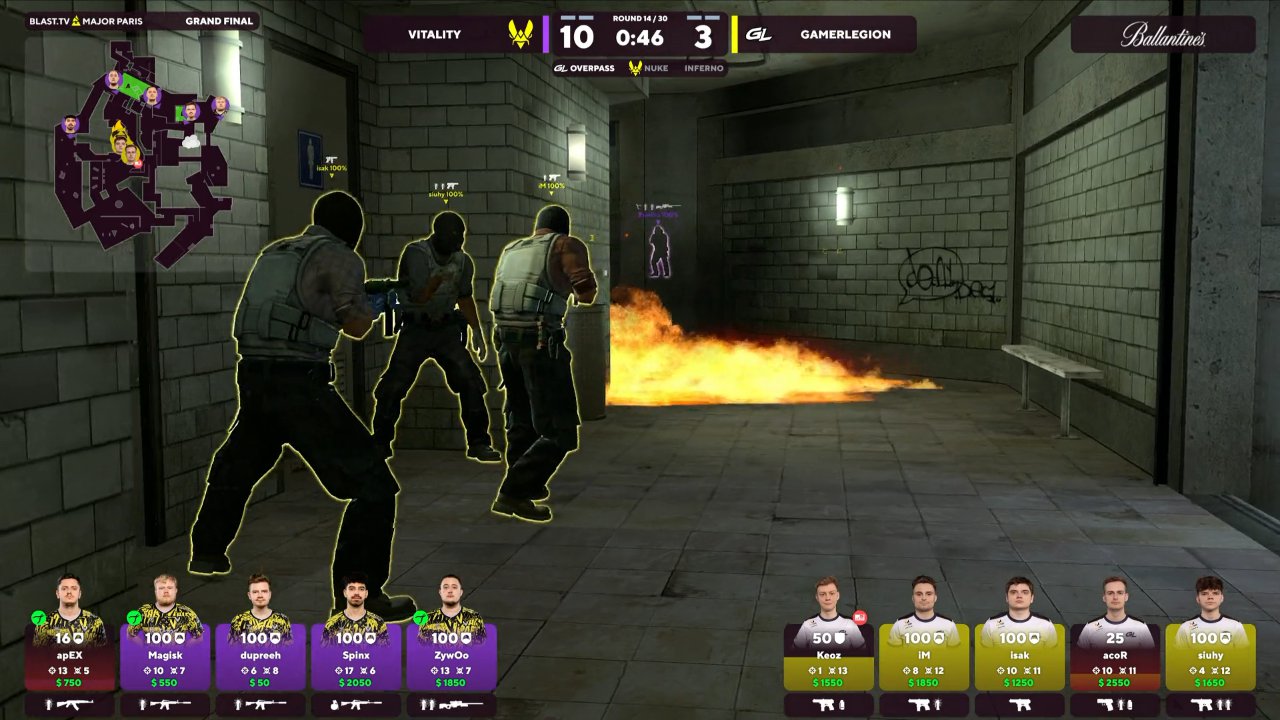 BLAST.TV MAJOR PARIS GRAND FINAL
VITALITY 10 ROUND 14 / 30 0:46 3 GL GAMERLEGION
GL OVERPASS NUKE INFERNO
Ballantine's
isak 100%
siuhy 100%
iM 100%
16 100 100 100 100 50 100 100 25 100
apEX Magisk dupreeh Spinx ZywOo Keoz iM isak acoR siuhy
13 5 10 7 6 8 17 6 13 7 1 13 8 12 10 11 10 11 4 12
$750 $550 $50 $2050 $1850 $1550 $1850 $1250 $2550 $1650